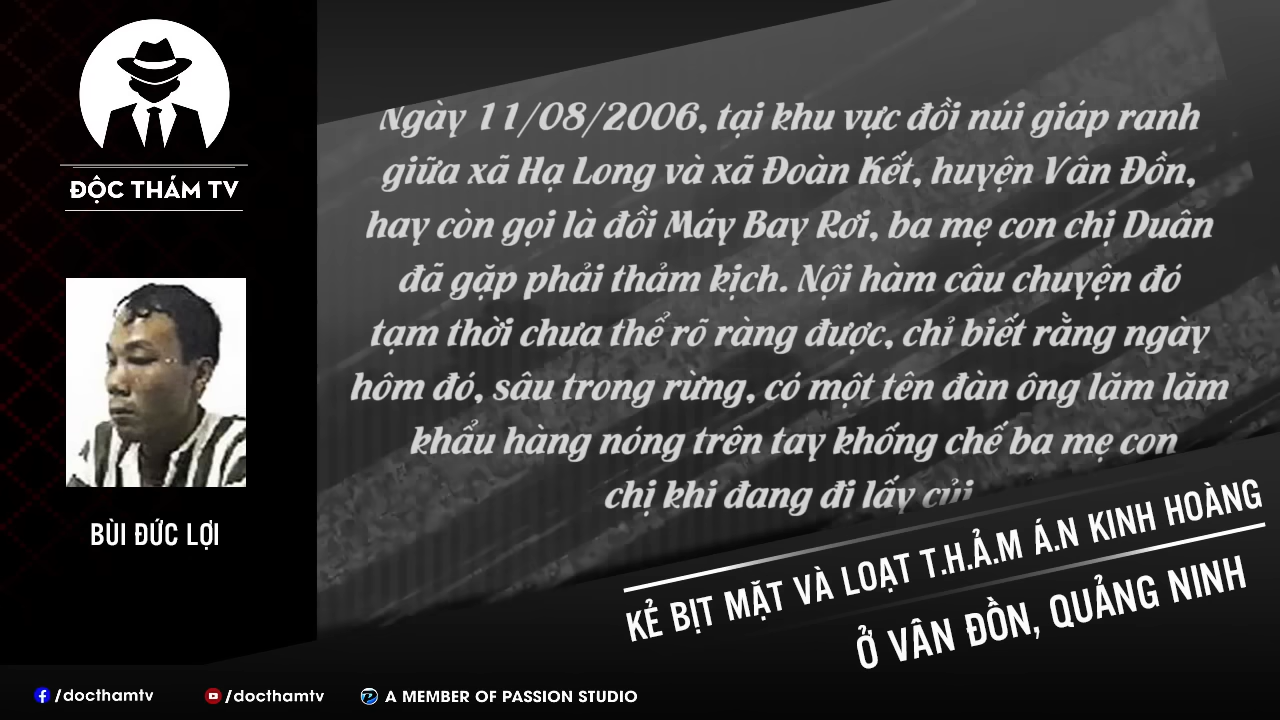 ĐỘC THÁM TV
BÙI ĐỨC LỢI
Ngày 11/08/2006, tại khu vực đồi núi giáp ranh
giữa xã Hạ Long và xã Đoàn Kết, huyện Vân Đồn,
hay còn gọi là đồi Máy Bay Rơi, ba mẹ con chị Duân
đã gặp phải thảm kịch. Nội hàm câu chuyện đó
tạm thời chưa thể rõ ràng được, chỉ biết rằng ngày
hôm đó, sâu trong rừng, có một tên đàn ông lăm lăm
khẩu hàng nóng trên tay khống chế ba mẹ con
chị khi đang đi lấy củi
KẺ BỊT MẶT VÀ LOẠT T.H.Ả.M Á.N KINH HOÀNG
Ở VÂN ĐỒN, QUẢNG NINH
/docthamtv
/docthamtv
A MEMBER OF PASSION STUDIO